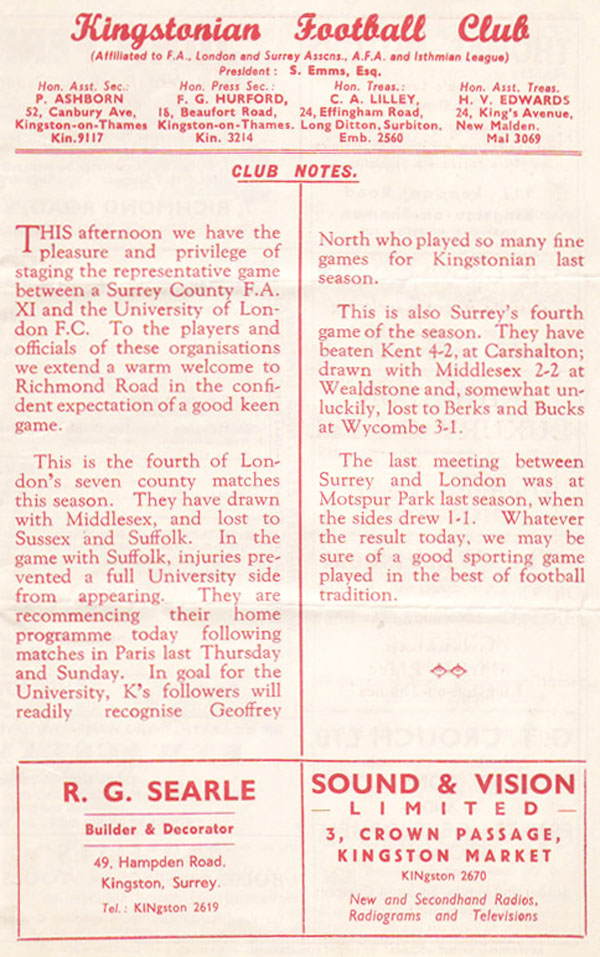 Kingstonian Football Club
(Affiliated to F.A., London and Surrey Asscns., A.F.A. and Isthmian League)
President: S. Emms, Esq.
Hon. Asst. Sec.:
P. ASHBORN
52, Canbury Ave,
Kingston-on-Thames
Kin.9117
Hon. Press Sec.:
F. G. HURFORD,
18, Beaufort Road,
Kingston-on-Thames.
Kin. 3214
Hon. Treas.:
C. A. LILLEY,
24, Effingham Road,
Long Ditton, Surbiton.
Emb. 2560
Hon. Asst. Treas.
H. V. EDWARDS
24, King's Avenue,
New Malden.
Mal 3069
CLUB NOTES.
THIS afternoon we have the
pleasure and privilege of
staging the representative game
between a Surrey County F.A.
XI and the University of Lon-
don F.C. To the players and
officials of these organisations
we extend a warm welcome to
Richmond Road in the confi-
dent expectation of a good keen
game.
This is the fourth of Lon-
don's seven county matches
this season. They have drawn
with Middlesex, and lost to
Sussex and Suffolk. In the
game with Suffolk, injuries pre-
vented a full University side
from appearing. They are
recommencing their home
programme today following
matches in Paris last Thursday
and Sunday. In goal for the
University, K's followers will
readily recognise Geoffrey
North who played so many fine
games for Kingstonian last
season.
This is also Surrey's fourth
game of the season. They have
beaten Kent 4-2, at Carshalton;
drawn with Middlesex 2-2 at
Wealdstone and, somewhat un-
luckily, lost to Berks and Bucks
at Wycombe 3-1.
The last meeting between
Surrey and London was at
Motspur Park last season, when
the sides drew 1-1. Whatever
the result today, we may be
sure of a good sporting game
played in the best of football
tradition.
R. G. SEARLE
Builder & Decorator
49, Hampden Road,
Kingston, Surrey.
Tel.: KINgston 2619
SOUND & VISION
— LIMITED —
3, CROWN PASSAGE,
KINGSTON MARKET
KINgston 2670
New and Secondhand Radios,
Radiograms and Televisions